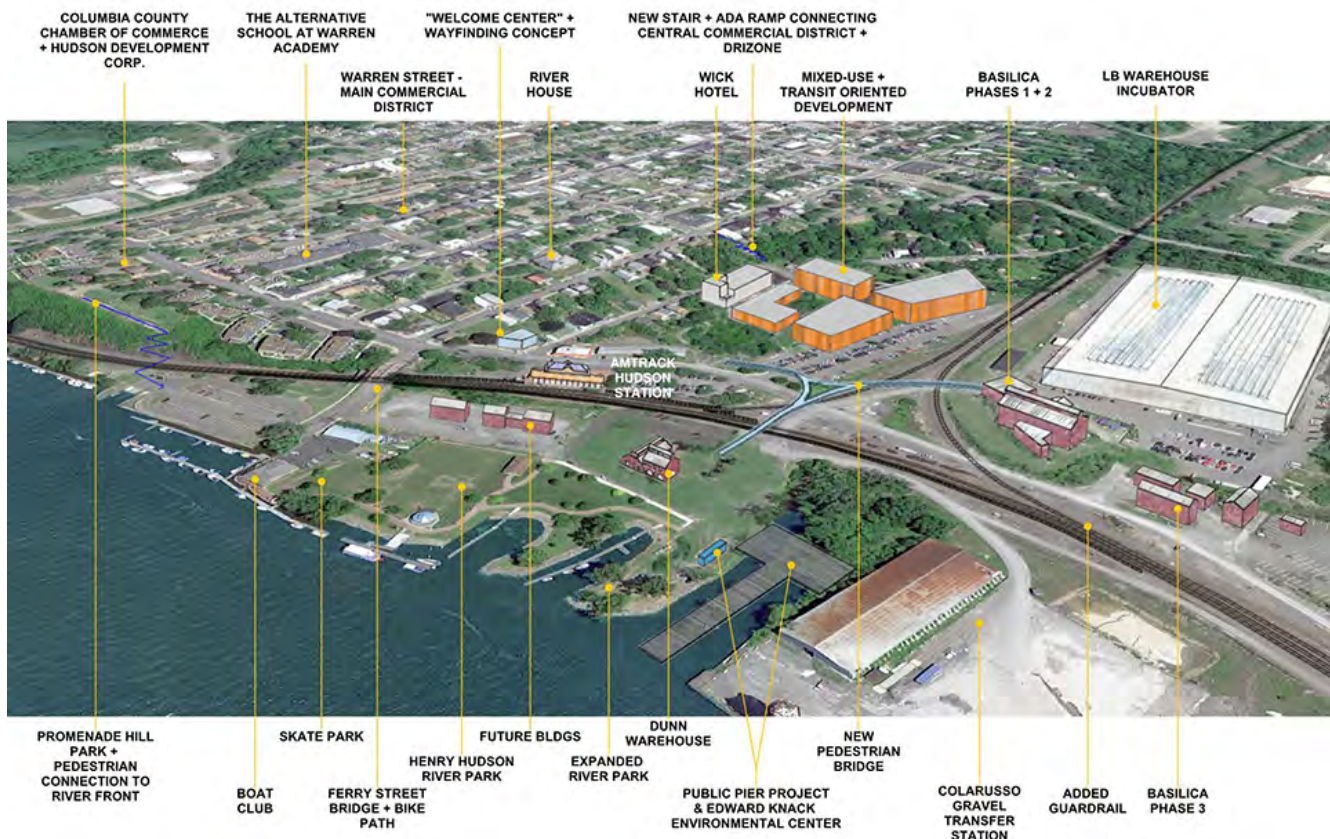 COLUMBIA COUNTY
CHAMBER OF COMMERCE
+ HUDSON DEVELOPMENT
CORP.
THE ALTERNATIVE
SCHOOL AT WARREN
ACADEMY
WARREN STREET -
MAIN COMMERCIAL
DISTRICT
"WELCOME CENTER" +
WAYFINDING CONCEPT
RIVER
HOUSE
NEW STAIR + ADA RAMP CONNECTING
CENTRAL COMMERCIAL DISTRICT +
DRIZONE
WICK
HOTEL
MIXED-USE +
TRANSIT ORIENTED
DEVELOPMENT
BASILICA
PHASES 1 + 2
LB WAREHOUSE
INCUBATOR
AMTRACK
HUDSON
STATION
PROMENADE HILL
PARK +
PEDESTRIAN
CONNECTION TO
RIVER FRONT
BOAT
CLUB
SKATE PARK
FERRY STREET
BRIDGE + BIKE
PATH
HENRY HUDSON
RIVER PARK
FUTURE BLDGS
EXPANDED
RIVER PARK
DUNN
WAREHOUSE
PUBLIC PIER PROJECT
& EDWARD KNACK
ENVIRONMENTAL CENTER
NEW
PEDESTRIAN
BRIDGE
COLARUSSO
GRAVEL
TRANSFER
STATION
ADDED
GUARDRAIL
BASILICA
PHASE 3